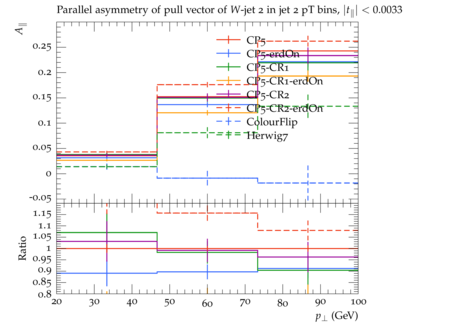 Parallel asymmetry of pull vector of W-jet 2 in jet 2 pT bins, |t∥| < 0.0033
A∥
0.25
0.2
0.15
0.1
0.05
0
-0.05
CP5
CP5-erdOn
CP5-CR1
CP5-CR1-erdOn
CP5-CR2
CP5-CR2-erdOn
ColourFlip
Herwig7
Ratio
1.15
1.1
1.05
1
0.95
0.9
0.85
0.8
20 30 40 50 60 70 80 90 100
p⊥ (GeV)